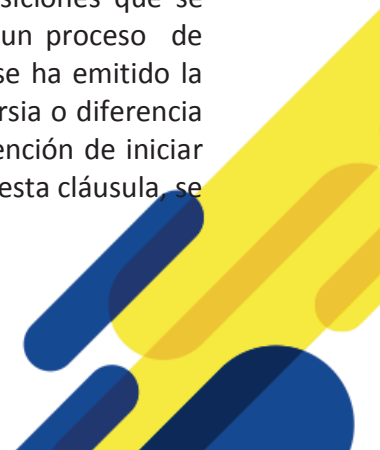 siciones que se
un proceso de
se ha emitido la
rsia o diferencia
ención de iniciar
esta cláusula, se